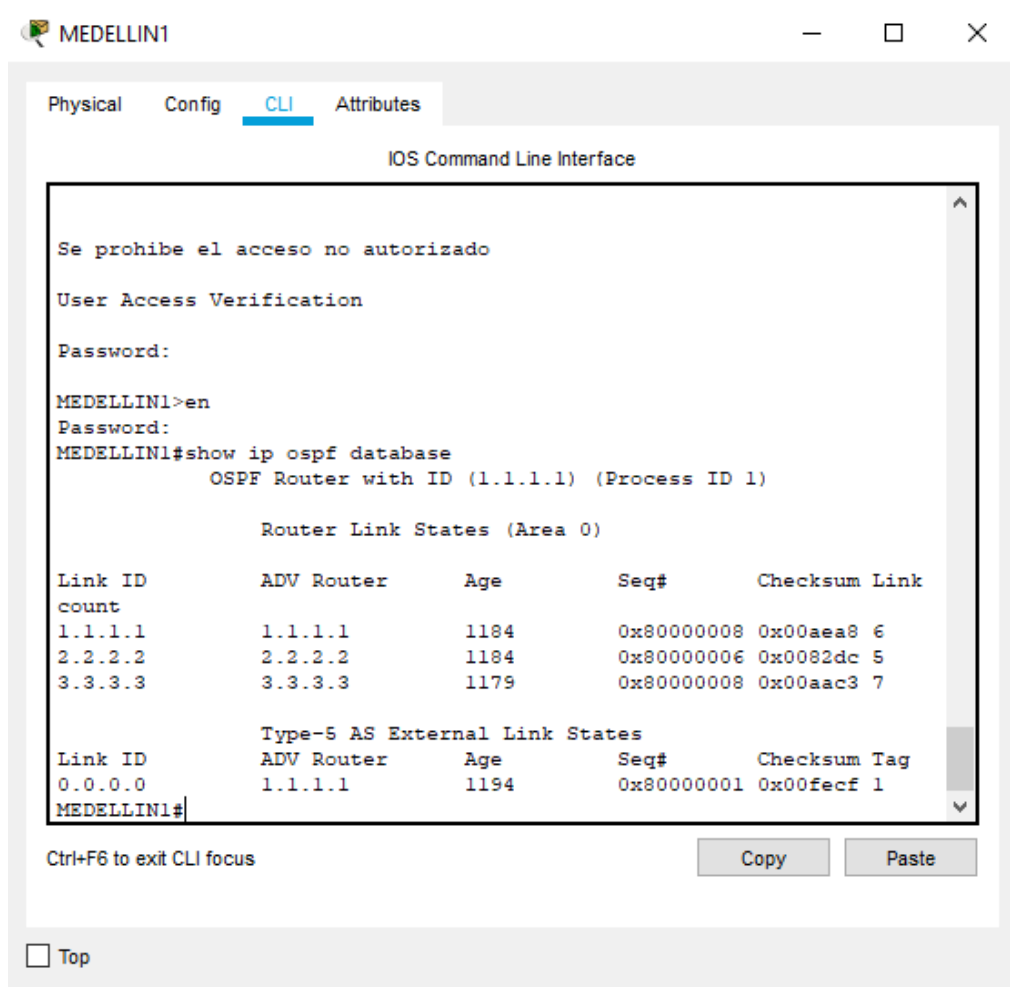 MEDELLIN1
Physical Config CLI Attributes
IOS Command Line Interface
Se prohibe el acceso no autorizado
User Access Verification
Password:
MEDELLIN1>en
Password:
MEDELLIN1#show ip ospf database
OSPF Router with ID (1.1.1.1) (Process ID 1)
Router Link States (Area 0)
Link ID ADV Router Age Seq# Checksum Link
count
1.1.1.1 1.1.1.1 1184 0x80000008 0x00aea8 6
2.2.2.2 2.2.2.2 1184 0x80000006 0x0082dc 5
3.3.3.3 3.3.3.3 1179 0x80000008 0x00aac3 7
Type-5 AS External Link States
Link ID ADV Router Age Seq# Checksum Tag
0.0.0.0 1.1.1.1 1194 0x80000001 0x00fecf 1
MEDELLIN1#
Ctrl+F6 to exit CLI focus
Copy Paste
Top